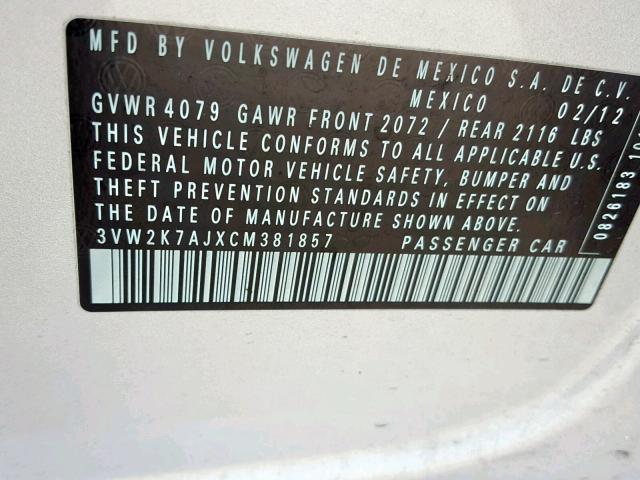 MFD BY VOLKSWAGEN DE MEXICO S.A. DE C.V.
MEXICO 02/12
GVWR 4079 GAWR FRONT 2072 / REAR 2116 LBS
THIS VEHICLE CONFORMS TO ALL APPLICABLE U.S.
FEDERAL MOTOR VEHICLE SAFETY, BUMPER AND
THEFT PREVENTION STANDARDS IN EFFECT ON
THE DATE OF MANUFACTURE SHOWN ABOVE.
3VW2K7AJXCM381857 PASSENGER CAR
0826183